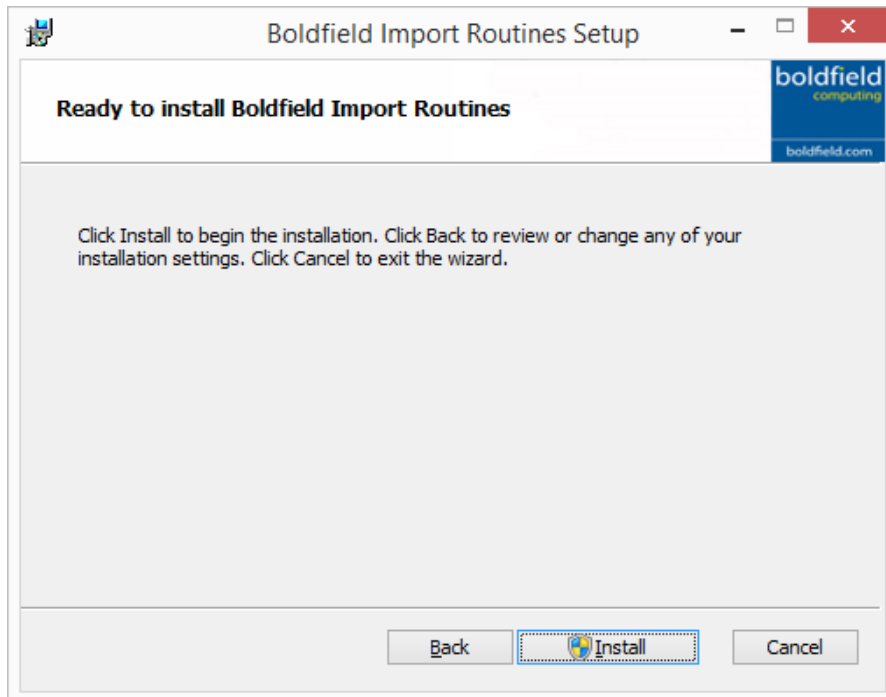 Boldfield Import Routines Setup
Ready to install Boldfield Import Routines
boldfield
computing
boldfield.com
Click Install to begin the installation. Click Back to review or change any of your
installation settings. Click Cancel to exit the wizard.
Back
Install
Cancel